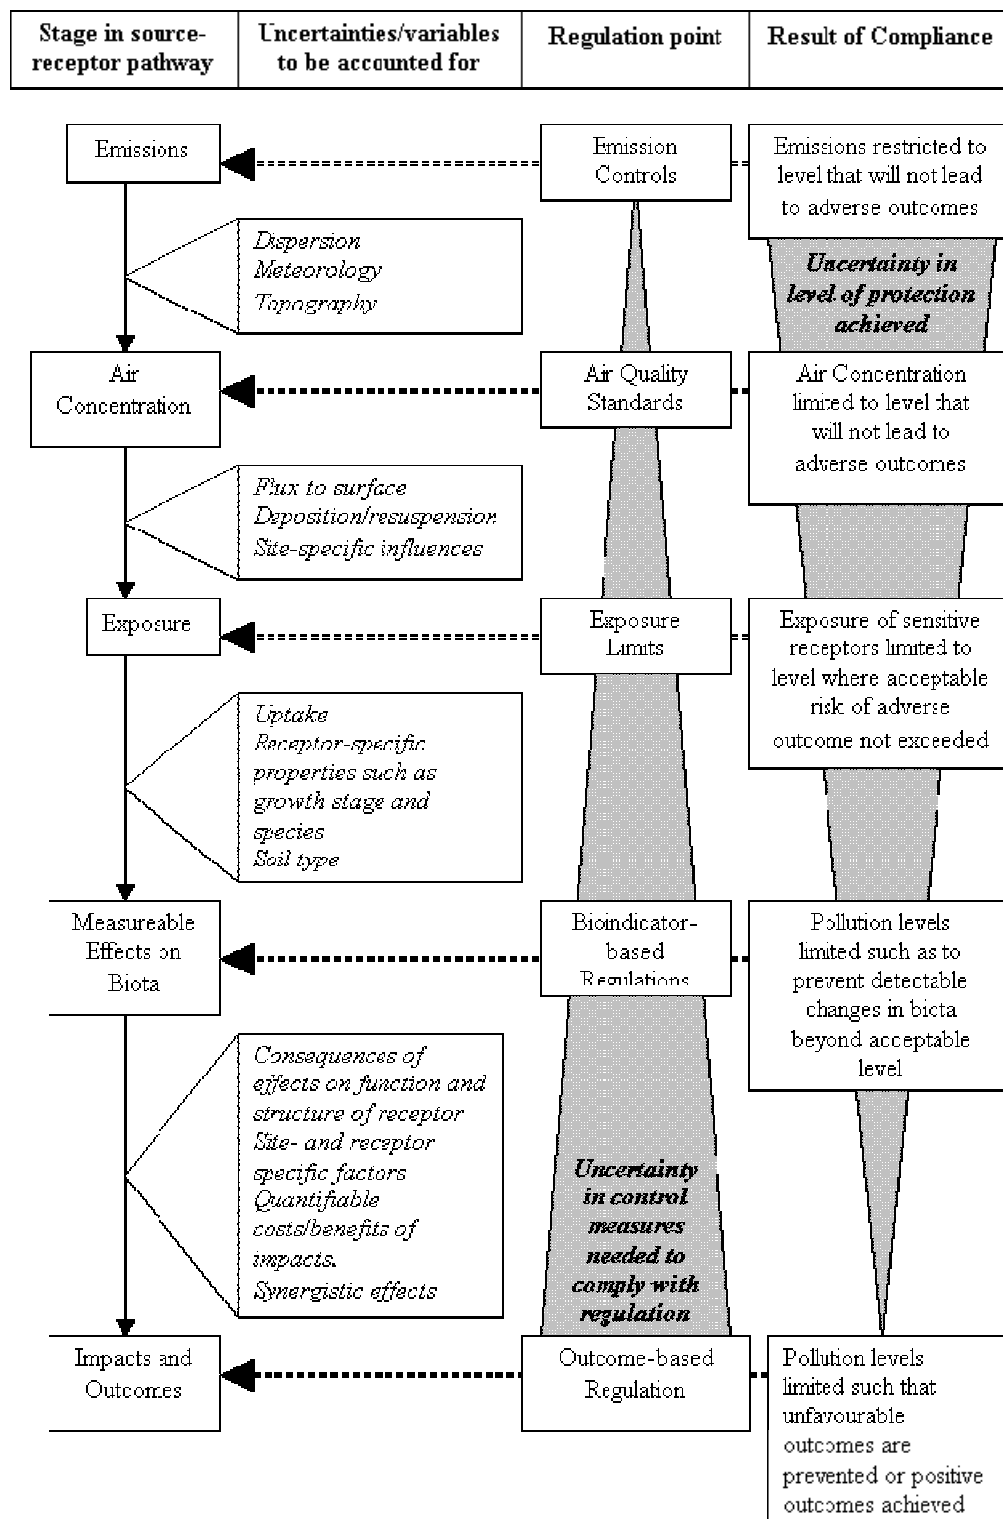 Stage in source-
receptor pathway
Uncertainties/variables
to be accounted for
Regulation point
Result of Compliance
Emissions
Emission
Controls
Emissions restricted to
level that will not lead
to adverse outcomes
Dispersion
Meteorology
Topography
Uncertainty in
level of protection
achieved
Air
Concentration
Air Quality
Standards
Air Concentration
limited to level that
will not lead to
adverse outcomes
Flux to surface
Deposition/resuspension
Site-specific influences
Exposure
Exposure
Limits
Exposure of sensitive
receptors limited to
level where acceptable
risk of adverse
outcome not exceeded
Uptake
Receptor-specific
properties such as
growth stage and
species
Soil type
Measureable
Effects on
Biota
Bioindicator-
based
Regulations
Pollution levels
limited such as to
prevent detectable
changes in biota
beyond acceptable
level
Consequences of
effects on function and
structure of receptor
Site- and receptor
specific factors
Quantifiable
costs/benefits of
impacts.
Synergistic effects
Uncertainty
in control
measures
needed to
comply with
regulation
Impacts and
Outcomes
Outcome-based
Regulation
Pollution levels
limited such that
unfavourable
outcomes are
prevented or positive
outcomes achieved